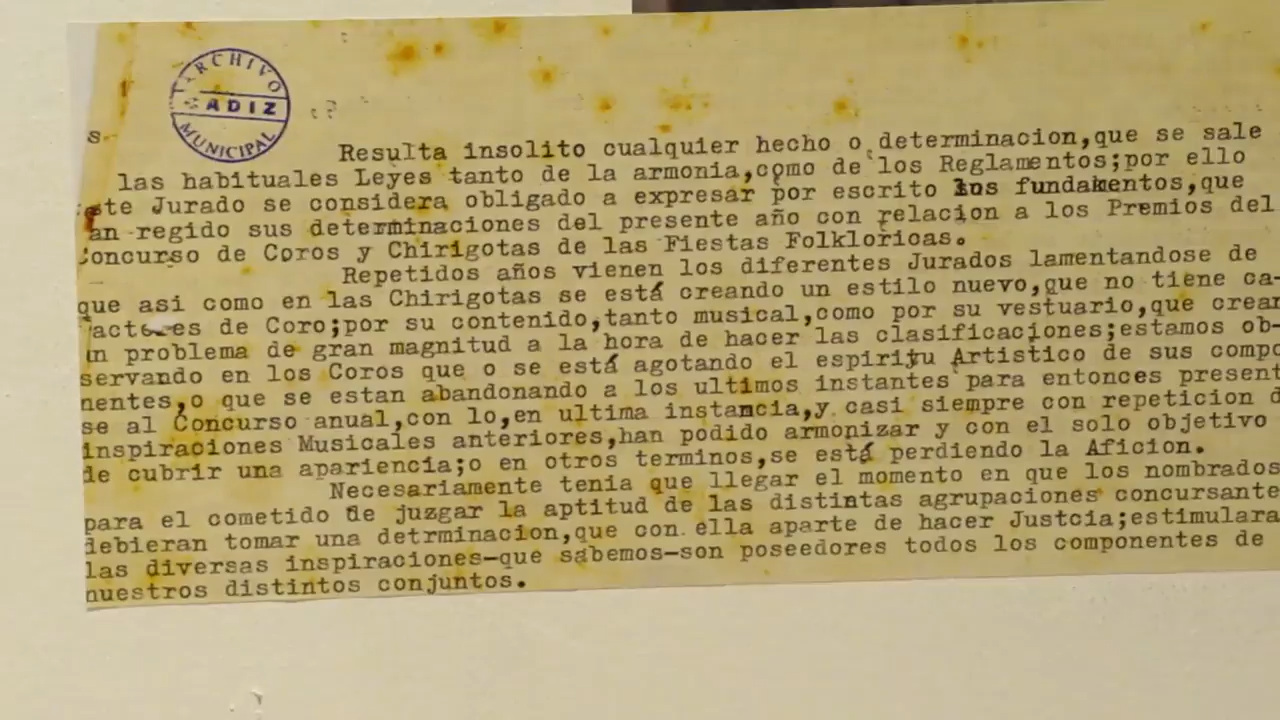 ARCHIVO
CADIZ
MUNICIPAL
s-
Resulta insolito cualquier hecho o determinacion,que se sale
las habituales Leyes tanto de la armonia,como de los Reglamentos;por ello
ste Jurado se considera obligado a expresar por escrito los fundamentos,que
an regido sus determinaciones del presente año con relacion a los Premios del
Concurso de Coros y Chirigotas de las Fiestas Folkloricas.
Repetidos años vienen los diferentes Jurados lamentandose de
que asi como en las Chirigotas se está creando un estilo nuevo,que no tiene ca-
racteres de Coro;por su contenido,tanto musical,como por su vestuario,que crean
un problema de gran magnitud a la hora de hacer las clasificaciones;estamos ob-
servando en los Coros que o se está agotando el espiritu Artistico de sus compo
nentes,o que se estan abandonando a los ultimos instantes para entonces present
se al Concurso anual,con lo,en ultima instancia,y casi siempre con repeticion d
inspiraciones Musicales anteriores,han podido armonizar y con el solo objetivo
de cubrir una apariencia;o en otros terminos,se está perdiendo la Aficion.
Necesariamente tenia que llegar el momento en que los nombrados
para el cometido de juzgar la aptitud de las distintas agrupaciones concursante
debieran tomar una detrminacion,que con ella aparte de hacer Justcia;estimulara
las diversas inspiraciones-que sabemos-son poseedores todos los componentes de
nuestros distintos conjuntos.